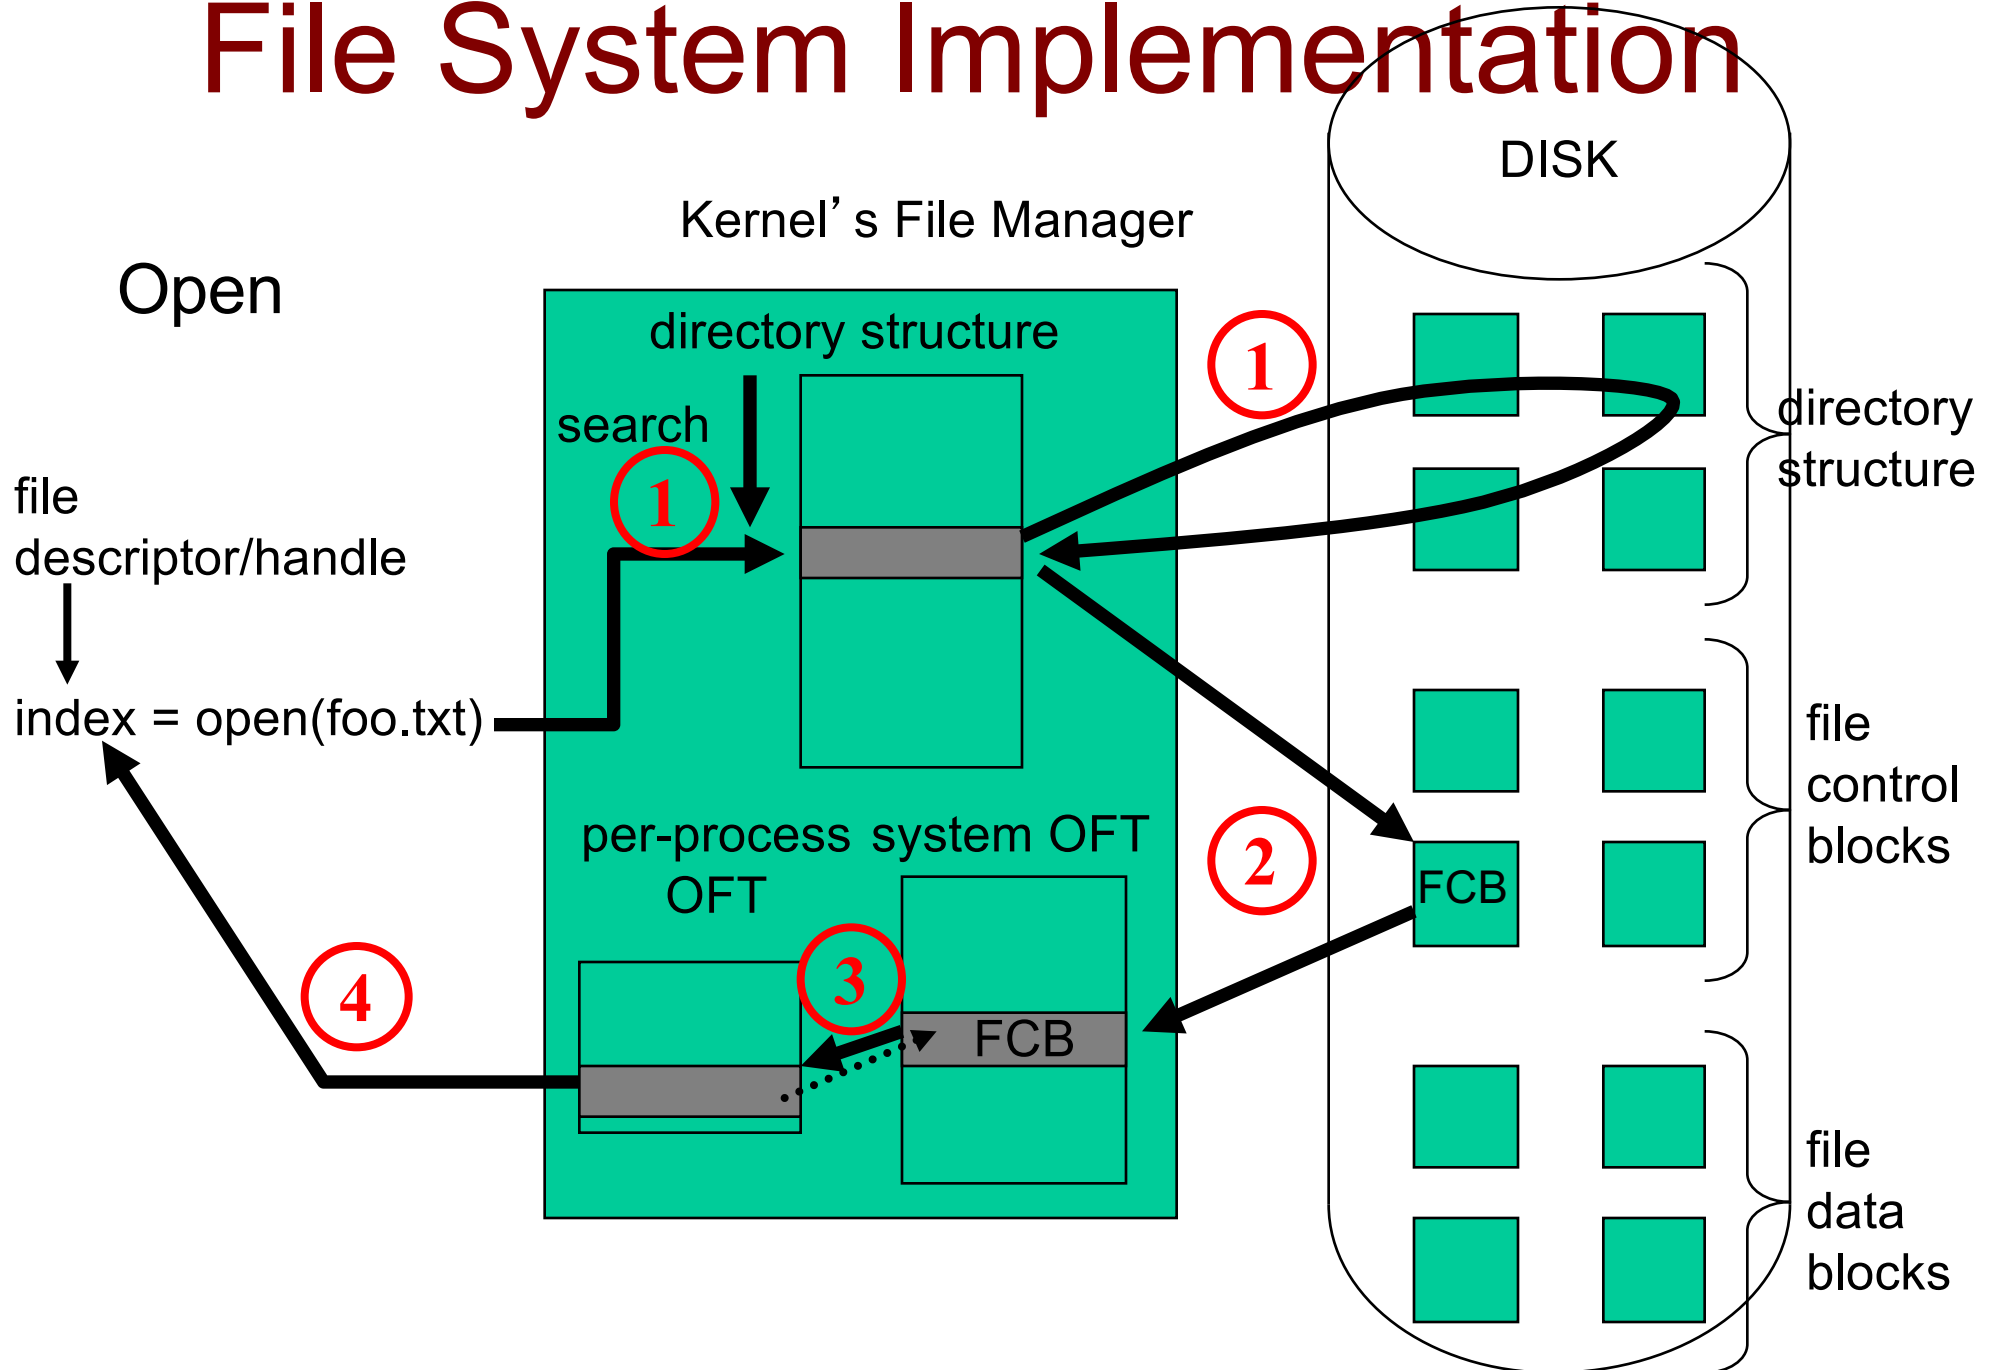 File System Implementation
DISK
Kernel's File Manager
Open
directory structure
1
search
directory
structure
1
file
descriptor/handle
index = open(foo.txt)
file
control
blocks
per-process
OFT
system OFT
2
FCB
3
4
FCB
file
data
blocks